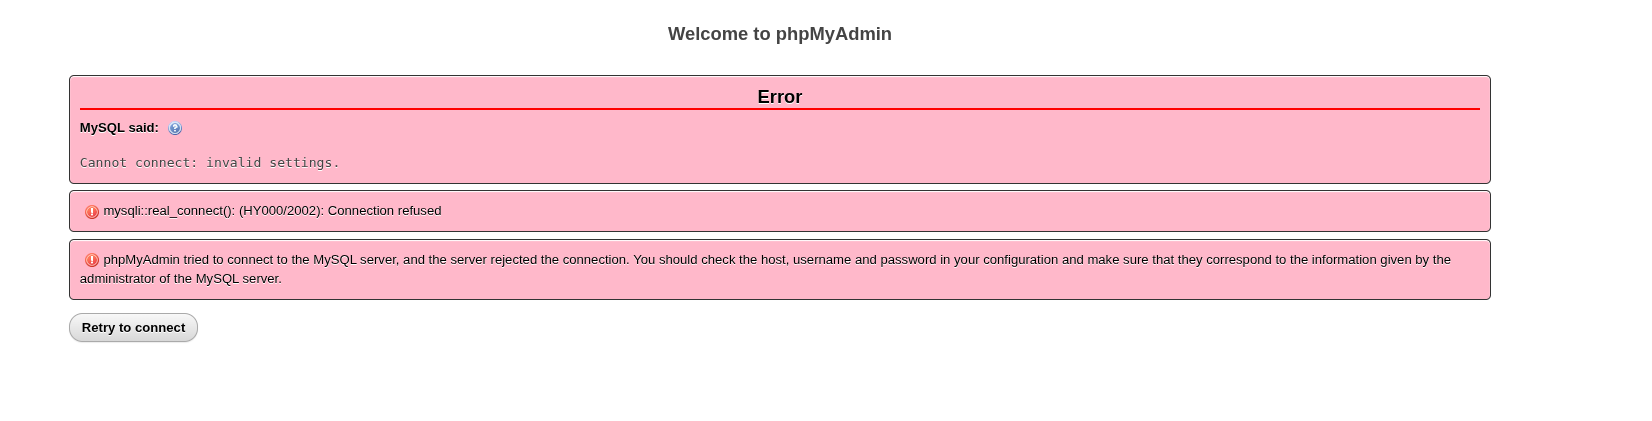 Welcome to phpMyAdmin
Error
MySQL said:
Cannot connect: invalid settings.
mysqli::real_connect(): (HY000/2002): Connection refused
phpMyAdmin tried to connect to the MySQL server, and the server rejected the connection. You should check the host, username and password in your configuration and make sure that they correspond to the information given by the
administrator of the MySQL server.
Retry to connect